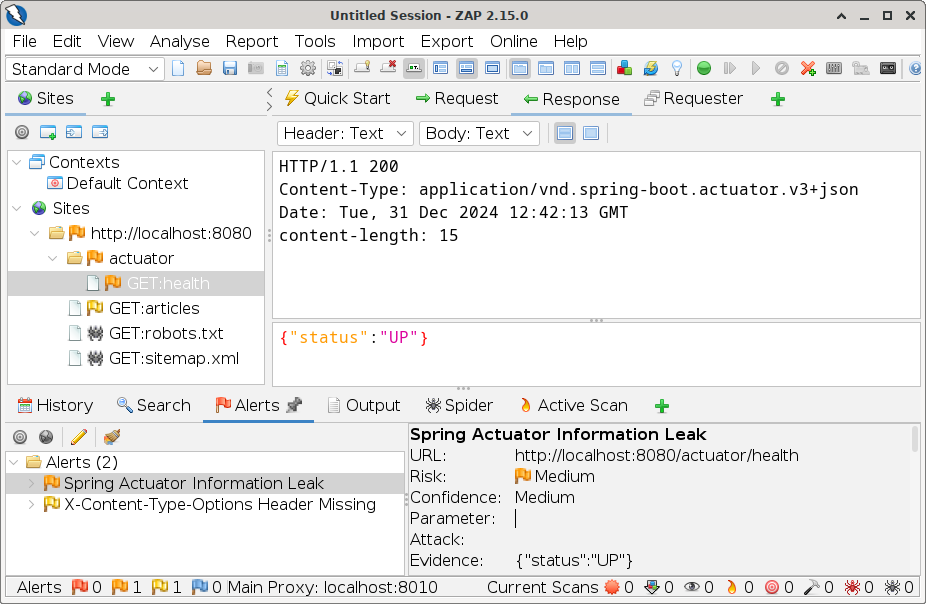 Untitled Session - ZAP 2.15.0
File Edit View Analyse Report Tools Import Export Online Help
Standard Mode
Sites
Quick Start Request Response Requester
Header: Text Body: Text
Contexts
Default Context
Sites
http://localhost:8080
actuator
GET:health
GET:articles
GET:robots.txt
GET:sitemap.xml
HTTP/1.1 200
Content-Type: application/vnd.spring-boot.actuator.v3+json
Date: Tue, 31 Dec 2024 12:42:13 GMT
content-length: 15
{"status":"UP"}
History Search Alerts Output Spider Active Scan
Alerts (2)
Spring Actuator Information Leak
X-Content-Type-Options Header Missing
Spring Actuator Information Leak
URL: http://localhost:8080/actuator/health
Risk: Medium
Confidence: Medium
Parameter:
Attack:
Evidence: {"status":"UP"}
Alerts 0 1 1 0 Main Proxy: localhost:8010 Current Scans 0 0 0 0 0 0 0 0